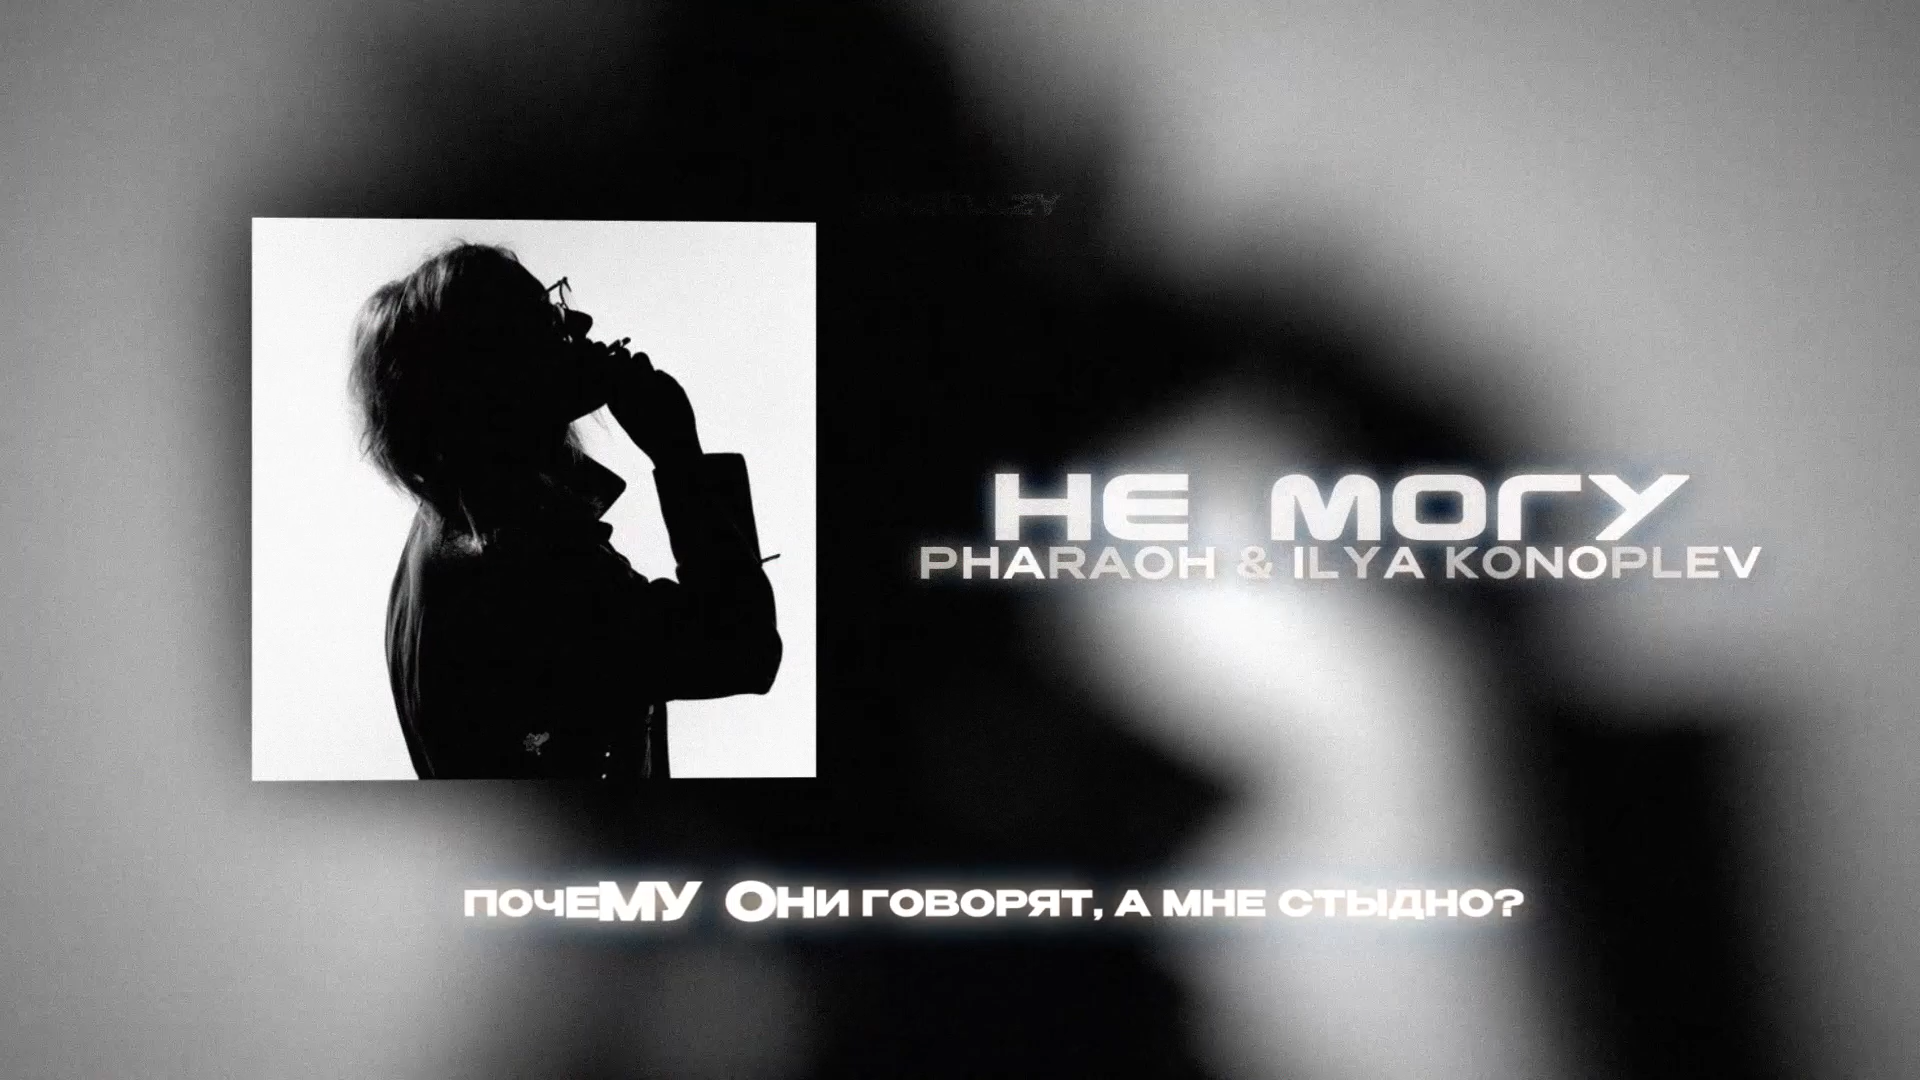 НЕ МОГУ
PHARAOH & ILYA KONOPLEV
ПОЧЕМУ ОНИ ГОВОРЯТ, А МНЕ СТЫДНО?